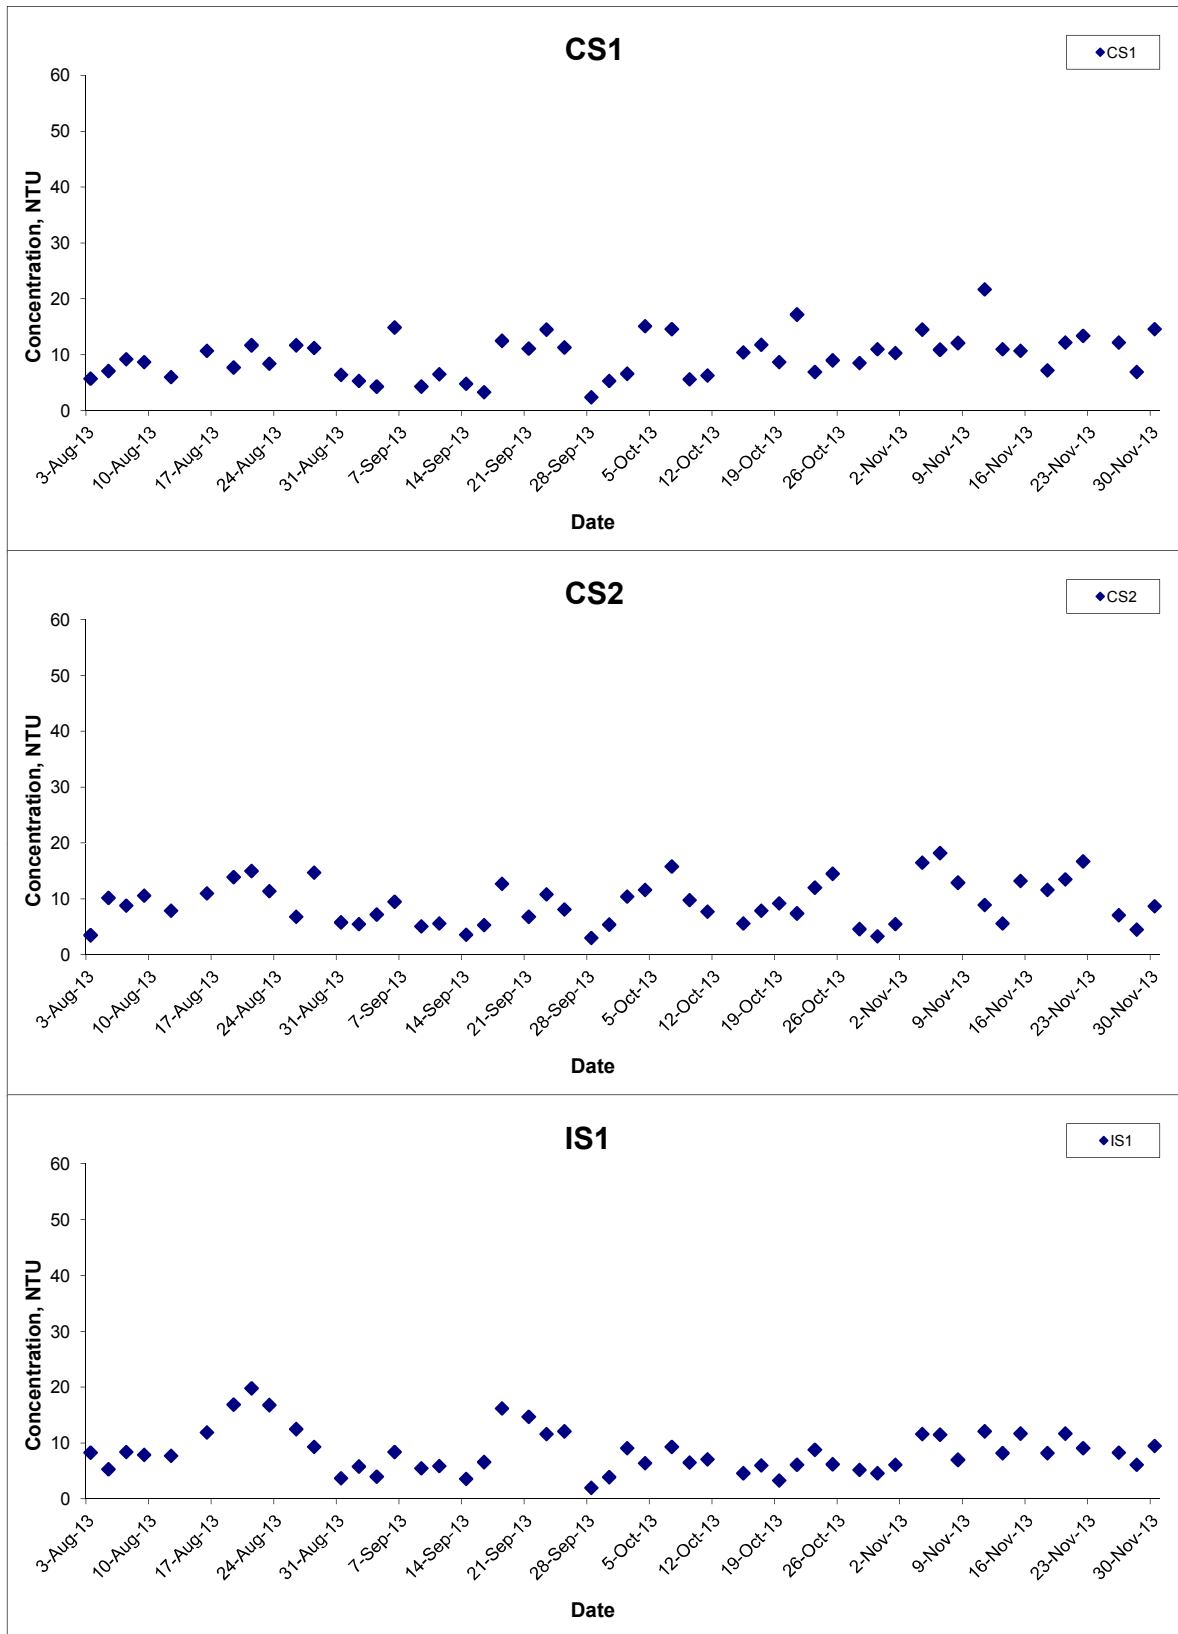 CS1
CS1
Concentration, NTU
60
50
40
30
20
10
0
3-Aug-13
10-Aug-13
17-Aug-13
24-Aug-13
31-Aug-13
7-Sep-13
14-Sep-13
21-Sep-13
28-Sep-13
5-Oct-13
12-Oct-13
19-Oct-13
26-Oct-13
2-Nov-13
9-Nov-13
16-Nov-13
23-Nov-13
30-Nov-13
Date
CS2
CS2
Concentration, NTU
60
50
40
30
20
10
0
3-Aug-13
10-Aug-13
17-Aug-13
24-Aug-13
31-Aug-13
7-Sep-13
14-Sep-13
21-Sep-13
28-Sep-13
5-Oct-13
12-Oct-13
19-Oct-13
26-Oct-13
2-Nov-13
9-Nov-13
16-Nov-13
23-Nov-13
30-Nov-13
Date
IS1
IS1
Concentration, NTU
60
50
40
30
20
10
0
3-Aug-13
10-Aug-13
17-Aug-13
24-Aug-13
31-Aug-13
7-Sep-13
14-Sep-13
21-Sep-13
28-Sep-13
5-Oct-13
12-Oct-13
19-Oct-13
26-Oct-13
2-Nov-13
9-Nov-13
16-Nov-13
23-Nov-13
30-Nov-13
Date